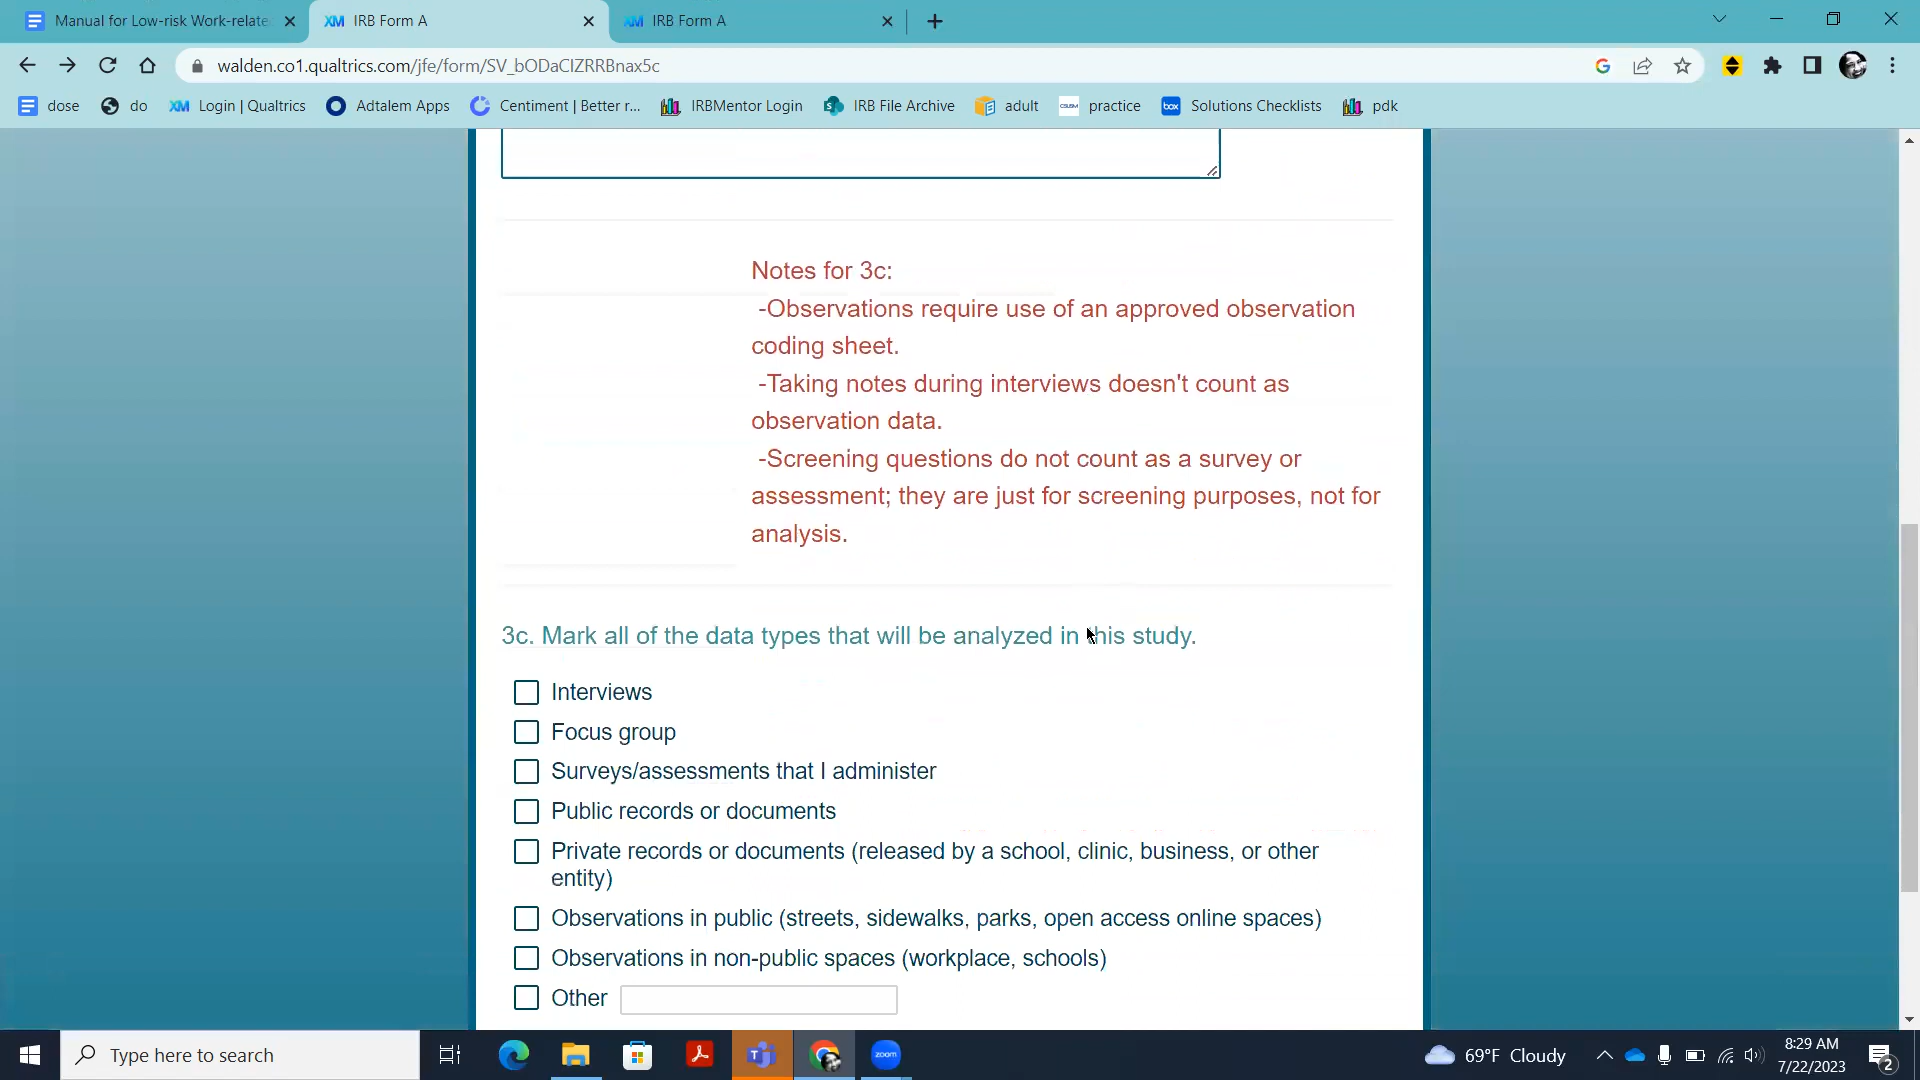 Manual for Low-risk Work-relate
IRB Form A
IRB Form A
walden.co1.qualtrics.com/jfe/form/SV_bODaCIZRRBnax5c
dose
do
Login | Qualtrics
Adtalem Apps
Centiment | Better r...
IRBMentor Login
IRB File Archive
adult
practice
Solutions Checklists
pdk
Notes for 3c:
-Observations require use of an approved observation
coding sheet.
-Taking notes during interviews doesn't count as
observation data.
-Screening questions do not count as a survey or
assessment; they are just for screening purposes, not for
analysis.
3c. Mark all of the data types that will be analyzed in this study.
Interviews
Focus group
Surveys/assessments that I administer
Public records or documents
Private records or documents (released by a school, clinic, business, or other
entity)
Observations in public (streets, sidewalks, parks, open access online spaces)
Observations in non-public spaces (workplace, schools)
Other
Type here to search
zoom
69°F Cloudy
8:29 AM
7/22/2023
2